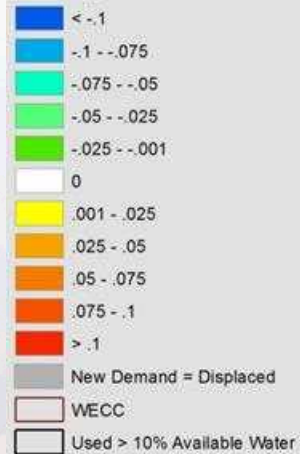 < -.1
-.1 - -.075
-.075 - -.05
-.05 - -.025
-.025 - -.001
0
.001 - .025
.025 - .05
.05 - .075
.075 - .1
> .1
New Demand = Displaced
WECC
Used > 10% Available Water